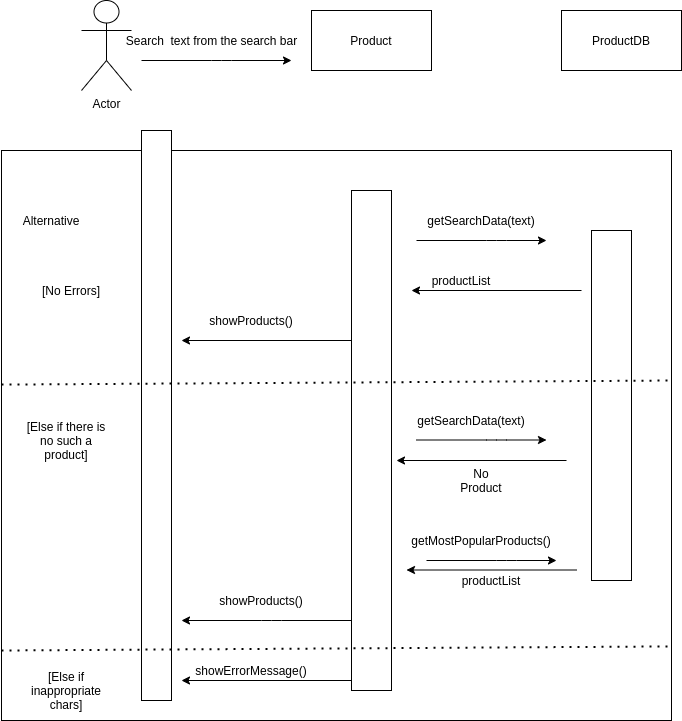 Search  text from the search bar
Product
ProductDB
Actor
Alternative
getSearchData(text)
[No Errors]
productList
showProducts()
[Else if there is
no such a
product]
getSearchData(text)
No
Product
getMostPopularProducts()
productList
showProducts()
[Else if
inappropriate
chars]
showErrorMessage()